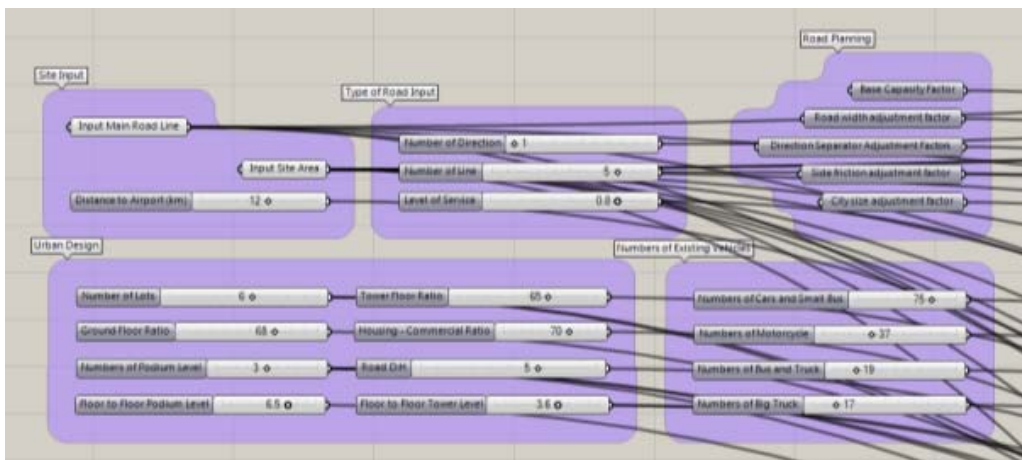 Site Input
Input Main Road Line
Input Site Area
Distance to Airport (km) 12
Type of Road Input
Number of Direction 1
Number of Line 5
Level of Service 0.8
Road Planning
Base Capacity Factor
Road width adjustment factor
Direction Separator Adjustment Factor
Side friction adjustment factor
City size adjustment factor
Urban Design
Number of Lots 6
Tower Floor Ratio 65
Ground Floor Ratio 68
Housing - Commercial Ratio 70
Numbers of Podium Level 3
Road D:H 5
Floor to Floor Podium Level 6.5
Floor to Floor Tower Level 3.6
Numbers of Existing Vehicles
Numbers of Cars and Small Bus 75
Numbers of Motorcycle 37
Numbers of Bus and Truck 19
Numbers of Big Truck 17